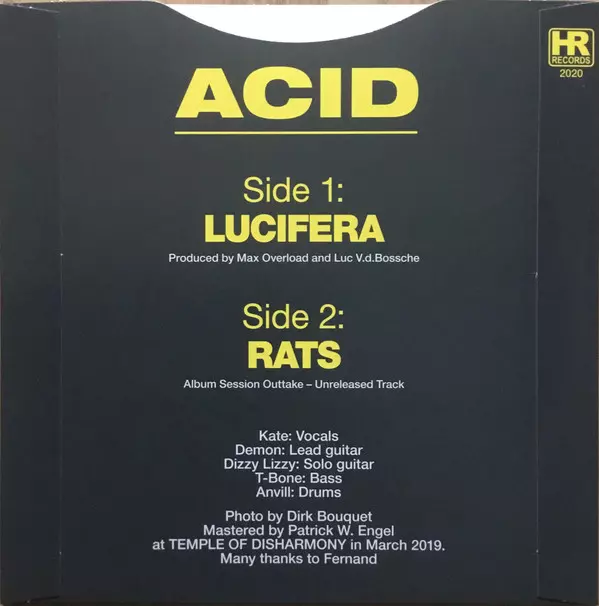 HR
RECORDS
2020
ACID
Side 1:
LUCIFERA
Produced by Max Overload and Luc V.d.Bossche
Side 2:
RATS
Album Session Outtake – Unreleased Track
Kate: Vocals
Demon: Lead guitar
Dizzy Lizzy: Solo guitar
T-Bone: Bass
Anvill: Drums
Photo by Dirk Bouquet
Mastered by Patrick W. Engel
at TEMPLE OF DISHARMONY in March 2019.
Many thanks to Fernand